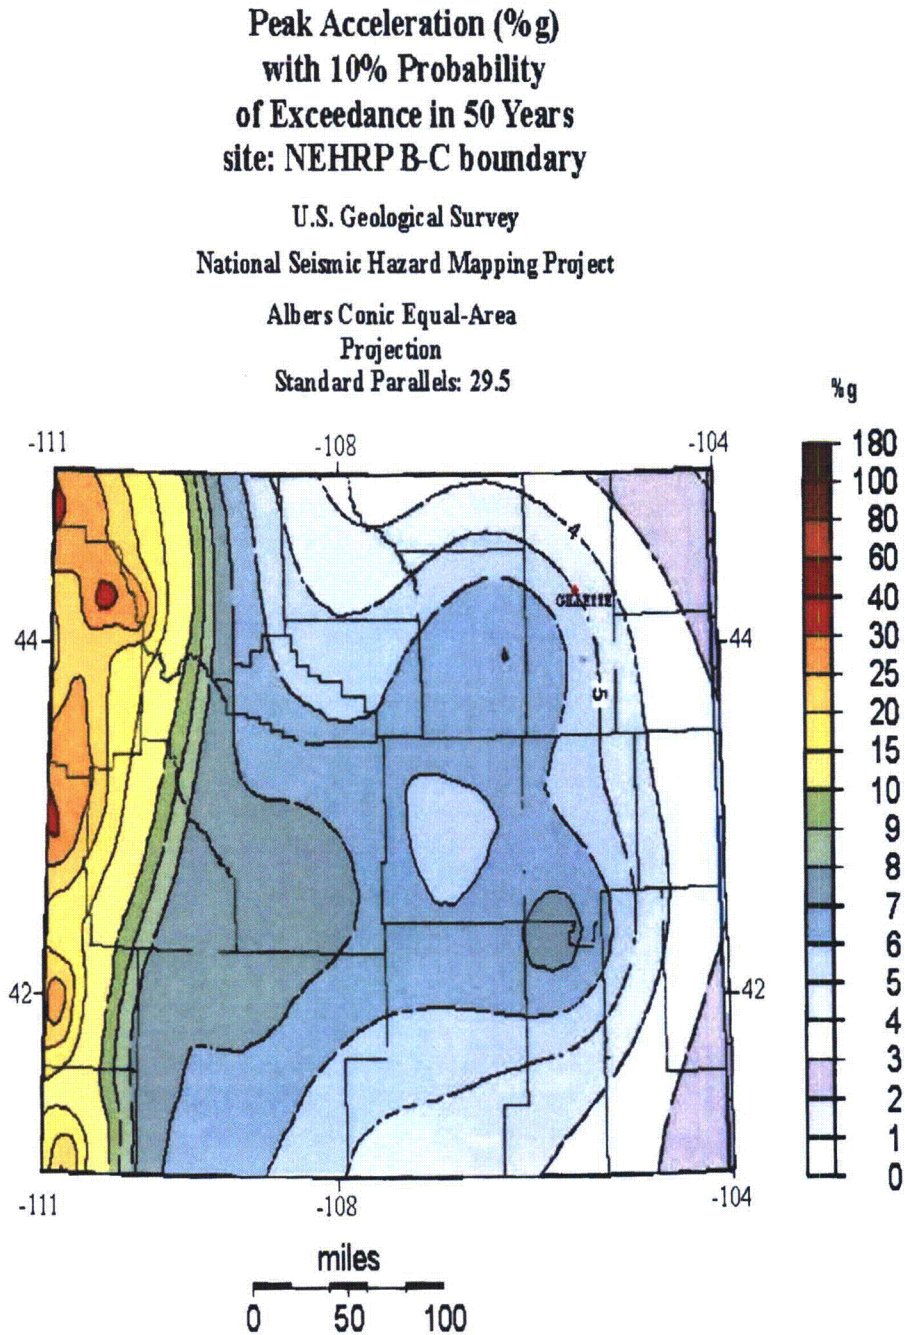 Peak Acceleration (%g)
with 10% Probability
of Exceedance in 50 Years
site: NEHRP B-C boundary
U.S. Geological Survey
National Seismic Hazard Mapping Project
Albers Conic Equal-Area
Projection
Standard Parallels: 29.5
%g
-111 -108 -104
180
100
80
60
40
30
25
20
15
10
9
8
7
6
5
4
3
2
1
0
4
44 44
5
42 42
-111 -108 -104
miles
0 50 100